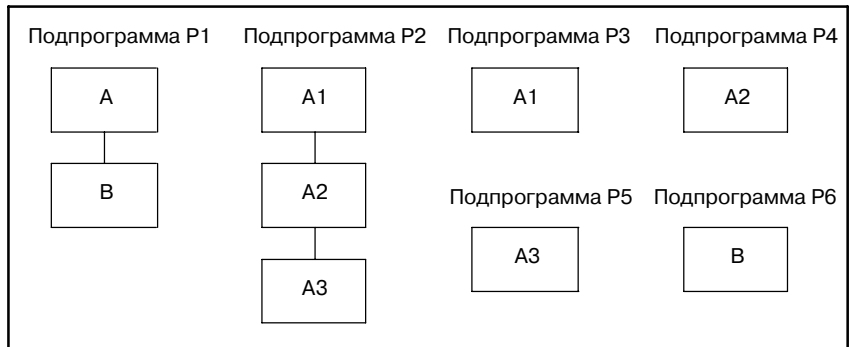 Подпрограмма P1
Подпрограмма P2
Подпрограмма P3
Подпрограмма P4
A
A1
A1
A2
B
A2
Подпрограмма P5
Подпрограмма P6
A3
B
A3